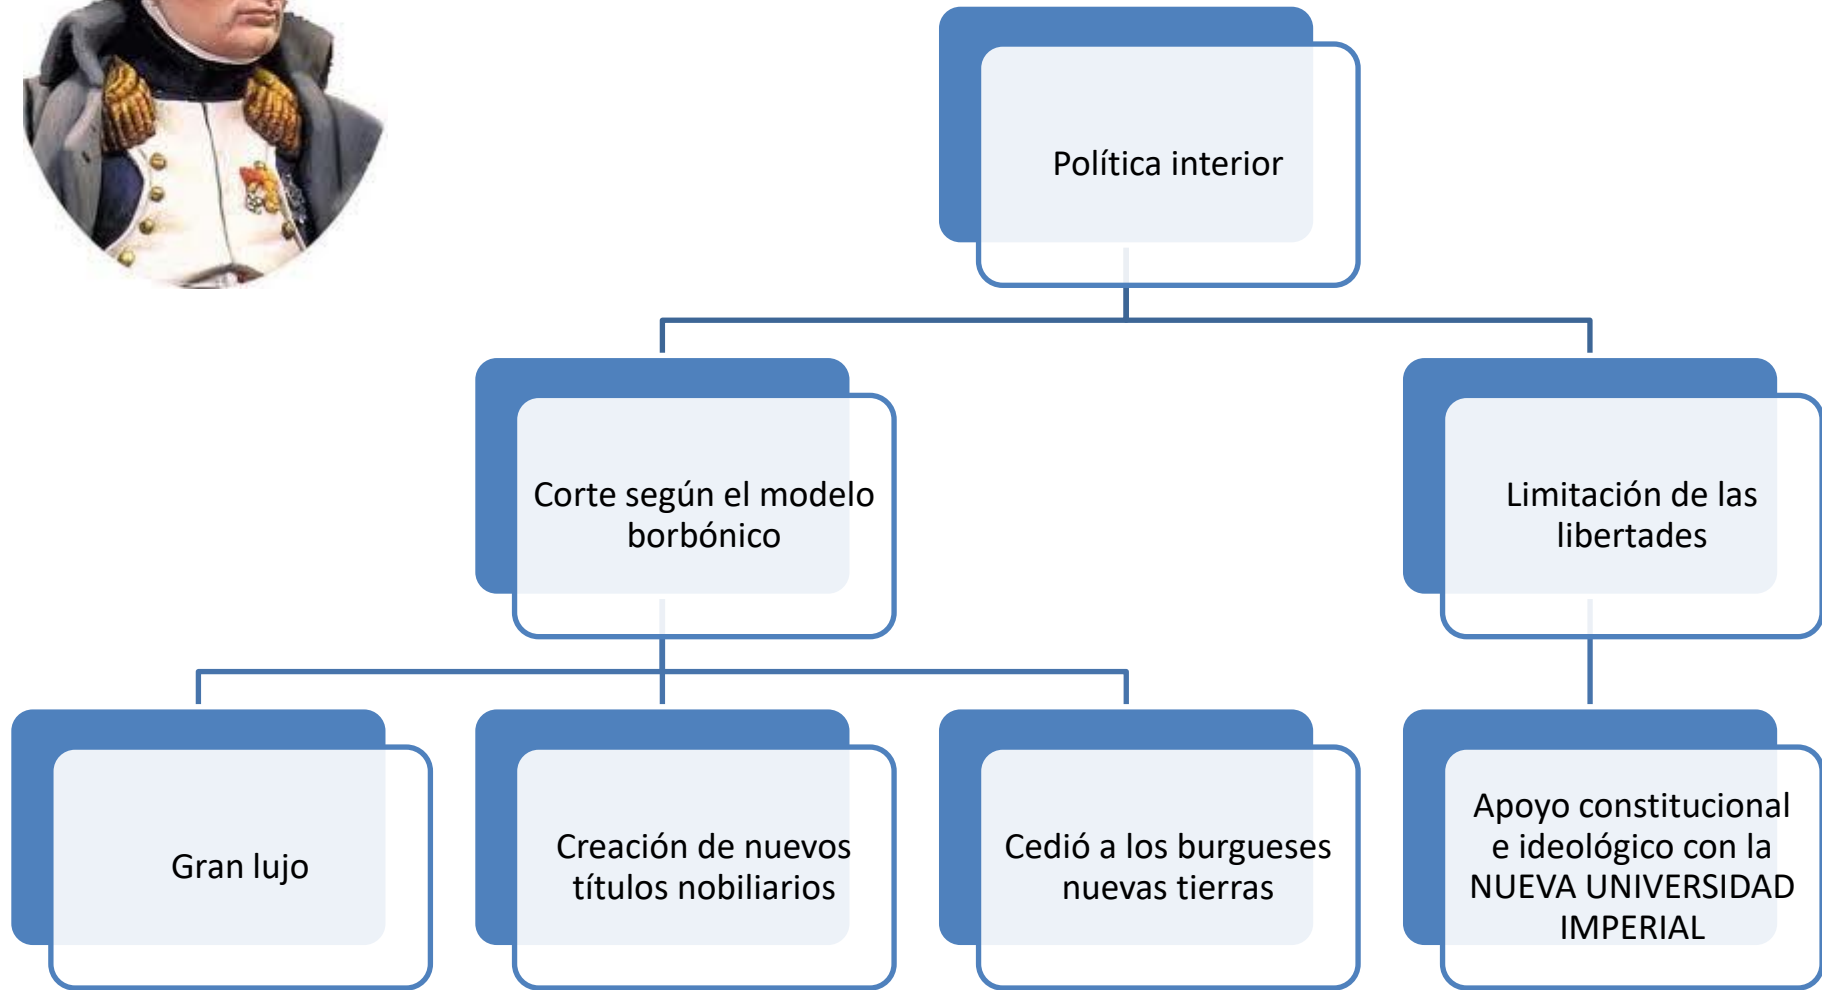 Política interior
Corte según el modelo
borbónico
Limitación de las
libertades
Gran lujo
Creación de nuevos
títulos nobiliarios
Cedió a los burgueses
nuevas tierras
Apoyo constitucional
e ideológico con la
NUEVA UNIVERSIDAD
IMPERIAL